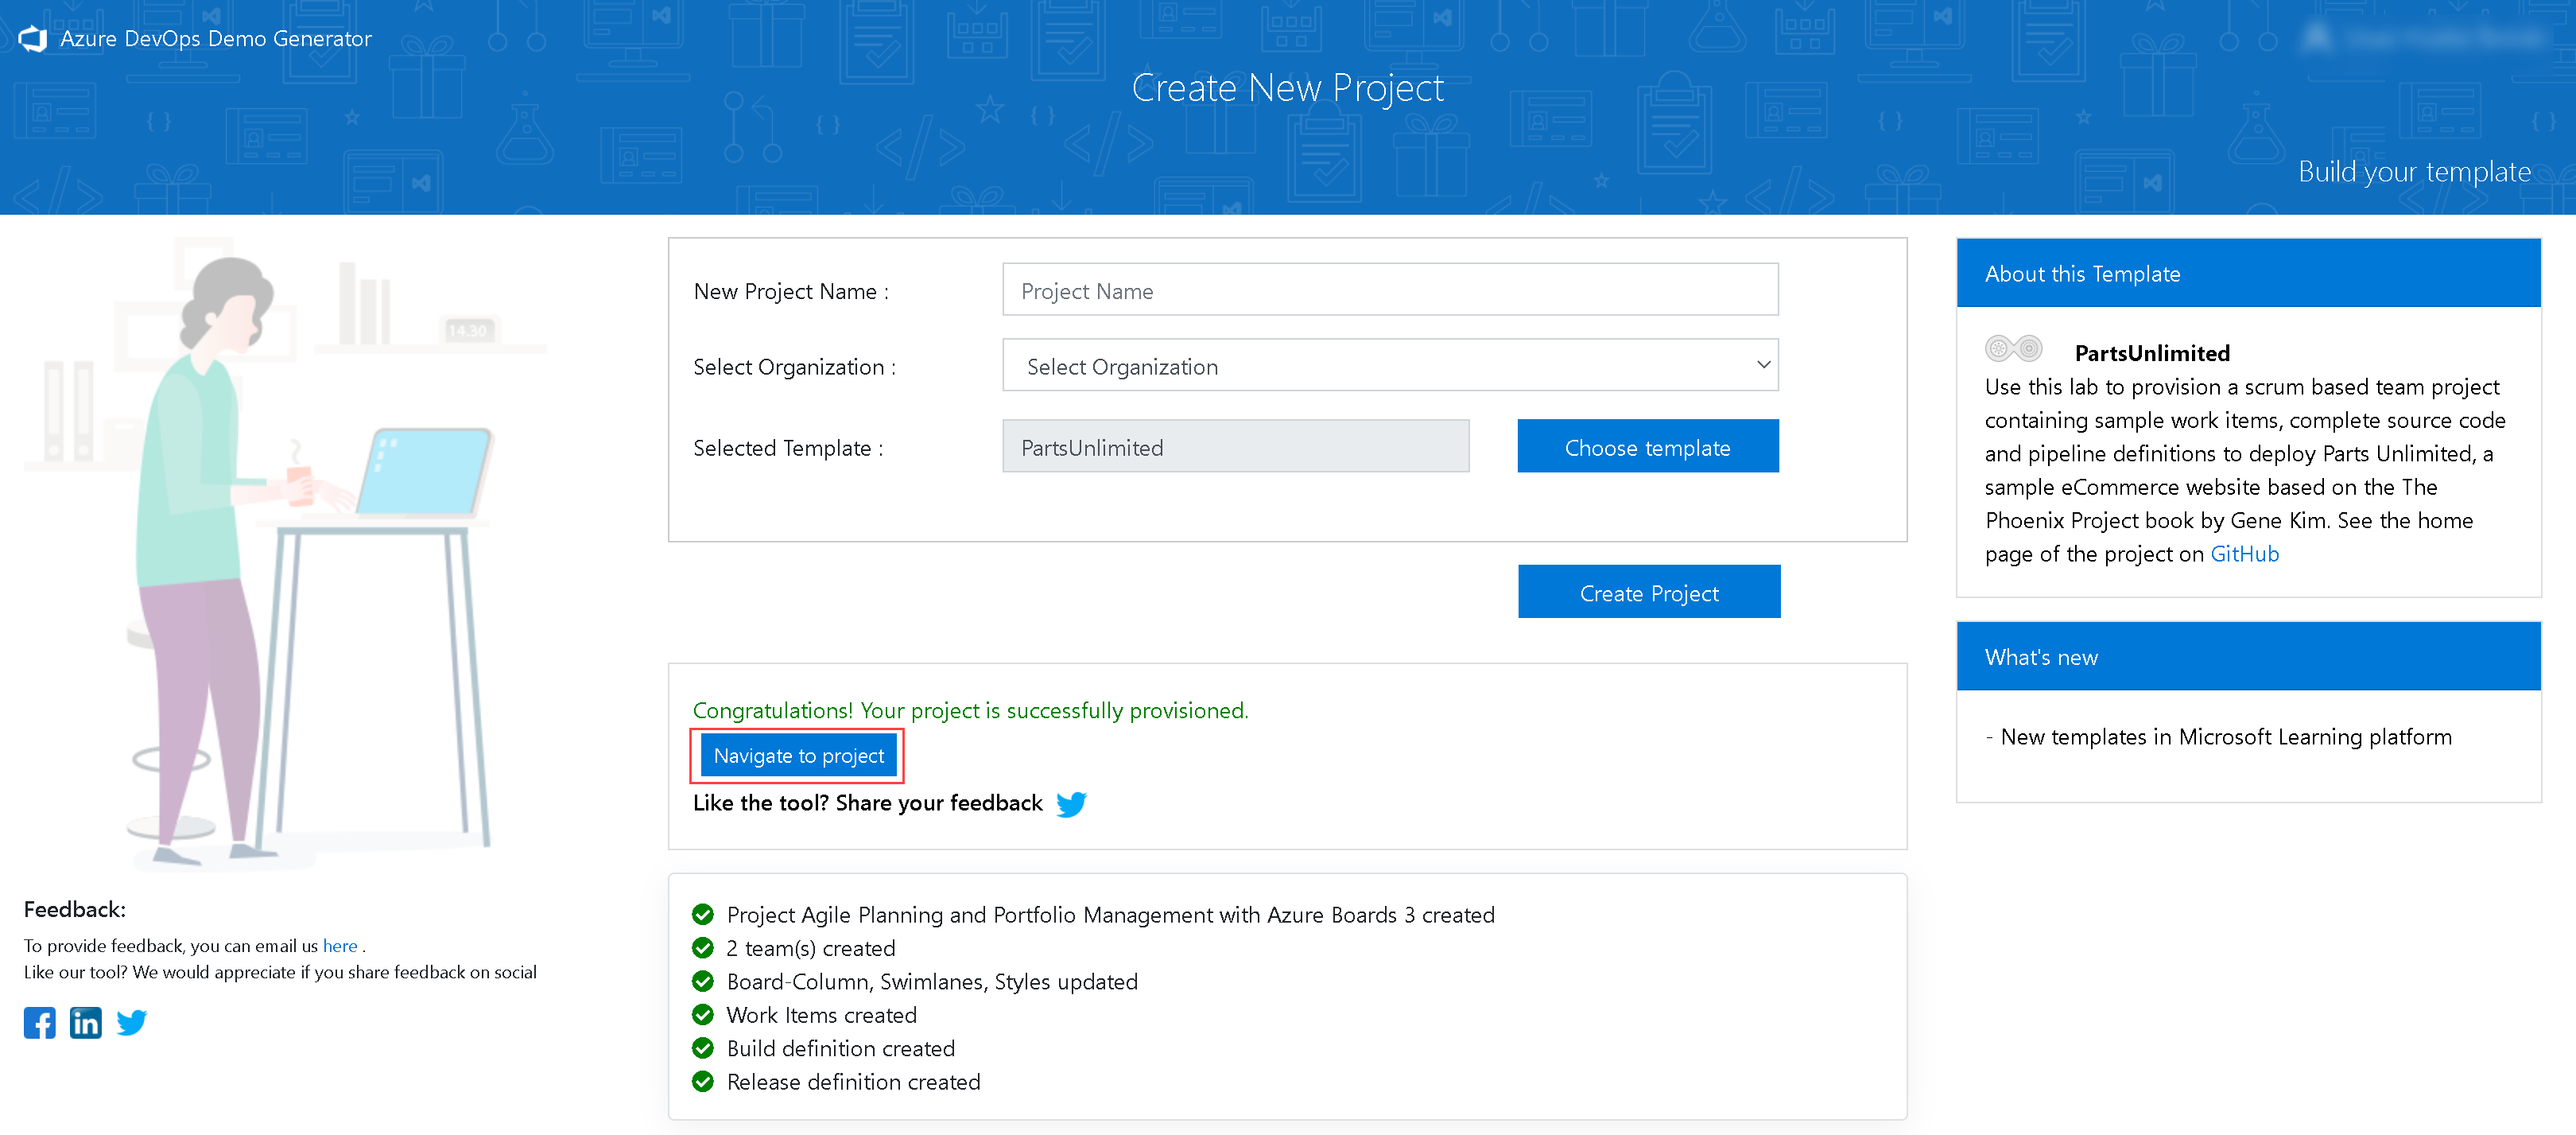 Azure DevOps Demo Generator
Create New Project
Build your template
14.30
New Project Name :
Project Name
Select Organization :
Select Organization
Selected Template :
PartsUnlimited
Choose template
Create Project
Congratulations! Your project is successfully provisioned.
Navigate to project
Like the tool? Share your feedback
Project Agile Planning and Portfolio Management with Azure Boards 3 created
2 team(s) created
Board-Column, Swimlanes, Styles updated
Work Items created
Build definition created
Release definition created
About this Template
PartsUnlimited
Use this lab to provision a scrum based team project
containing sample work items, complete source code
and pipeline definitions to deploy Parts Unlimited, a
sample eCommerce website based on the The
Phoenix Project book by Gene Kim. See the home
page of the project on GitHub
What's new
- New templates in Microsoft Learning platform
Feedback:
To provide feedback, you can email us here .
Like our tool? We would appreciate if you share feedback on social